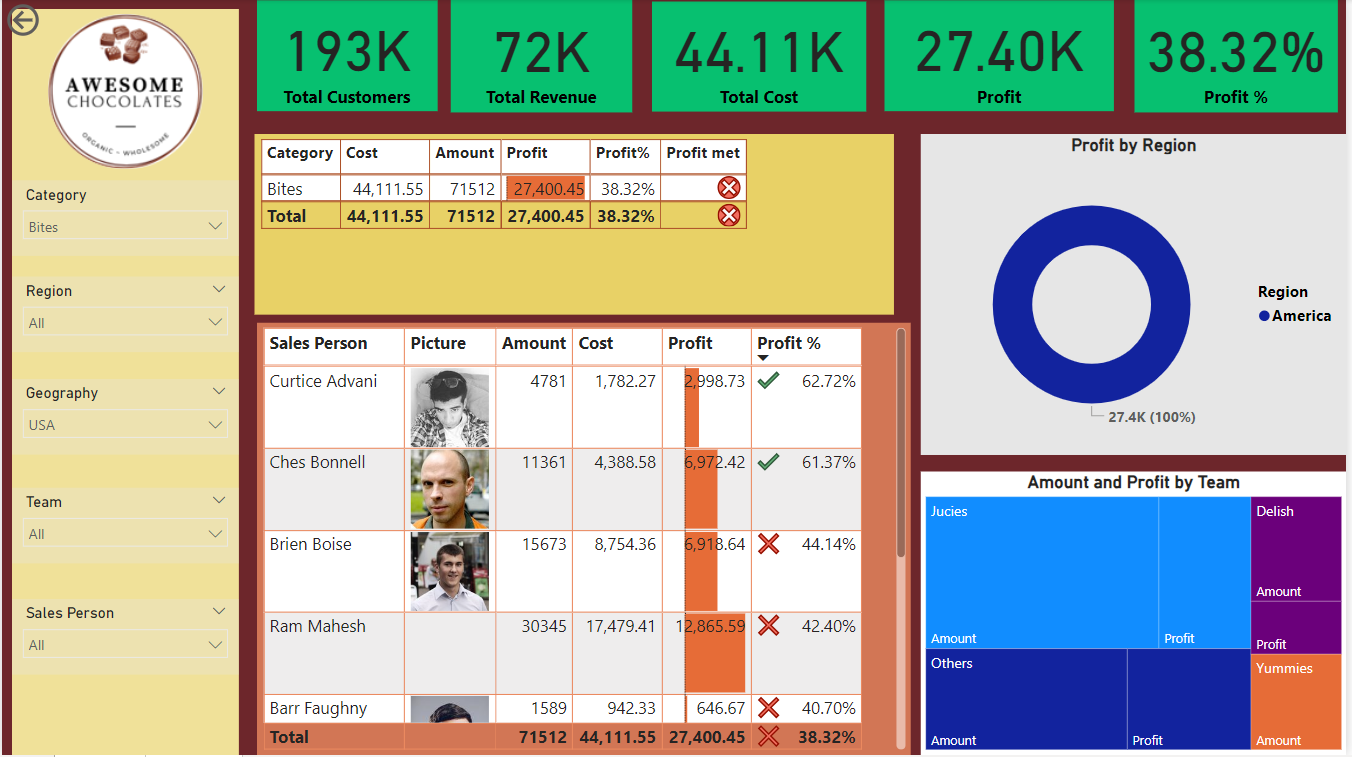 AWESOME
CHOCOLATES
ORGANIC - WHOLESOME
193K
Total Customers
72K
Total Revenue
44.11K
Total Cost
27.40K
Profit
38.32%
Profit %
Category
Bites
Region
All
Geography
USA
Team
All
Sales Person
All
Category Cost Amount Profit Profit% Profit met
Bites 44,111.55 71512 27,400.45 38.32%
Total 44,111.55 71512 27,400.45 38.32%
Sales Person Picture Amount Cost Profit Profit %
Curtice Advani 4781 1,782.27 2,998.73 62.72%
Ches Bonnell 11361 4,388.58 6,972.42 61.37%
Brien Boise 15673 8,754.36 6,918.64 44.14%
Ram Mahesh 30345 17,479.41 12,865.59 42.40%
Barr Faughny 1589 942.33 646.67 40.70%
Total 71512 44,111.55 27,400.45 38.32%
Profit by Region
Region
America
27.4K (100%)
Amount and Profit by Team
Jucies
Amount
Profit
Delish
Amount
Profit
Others
Amount
Profit
Yummies
Amount